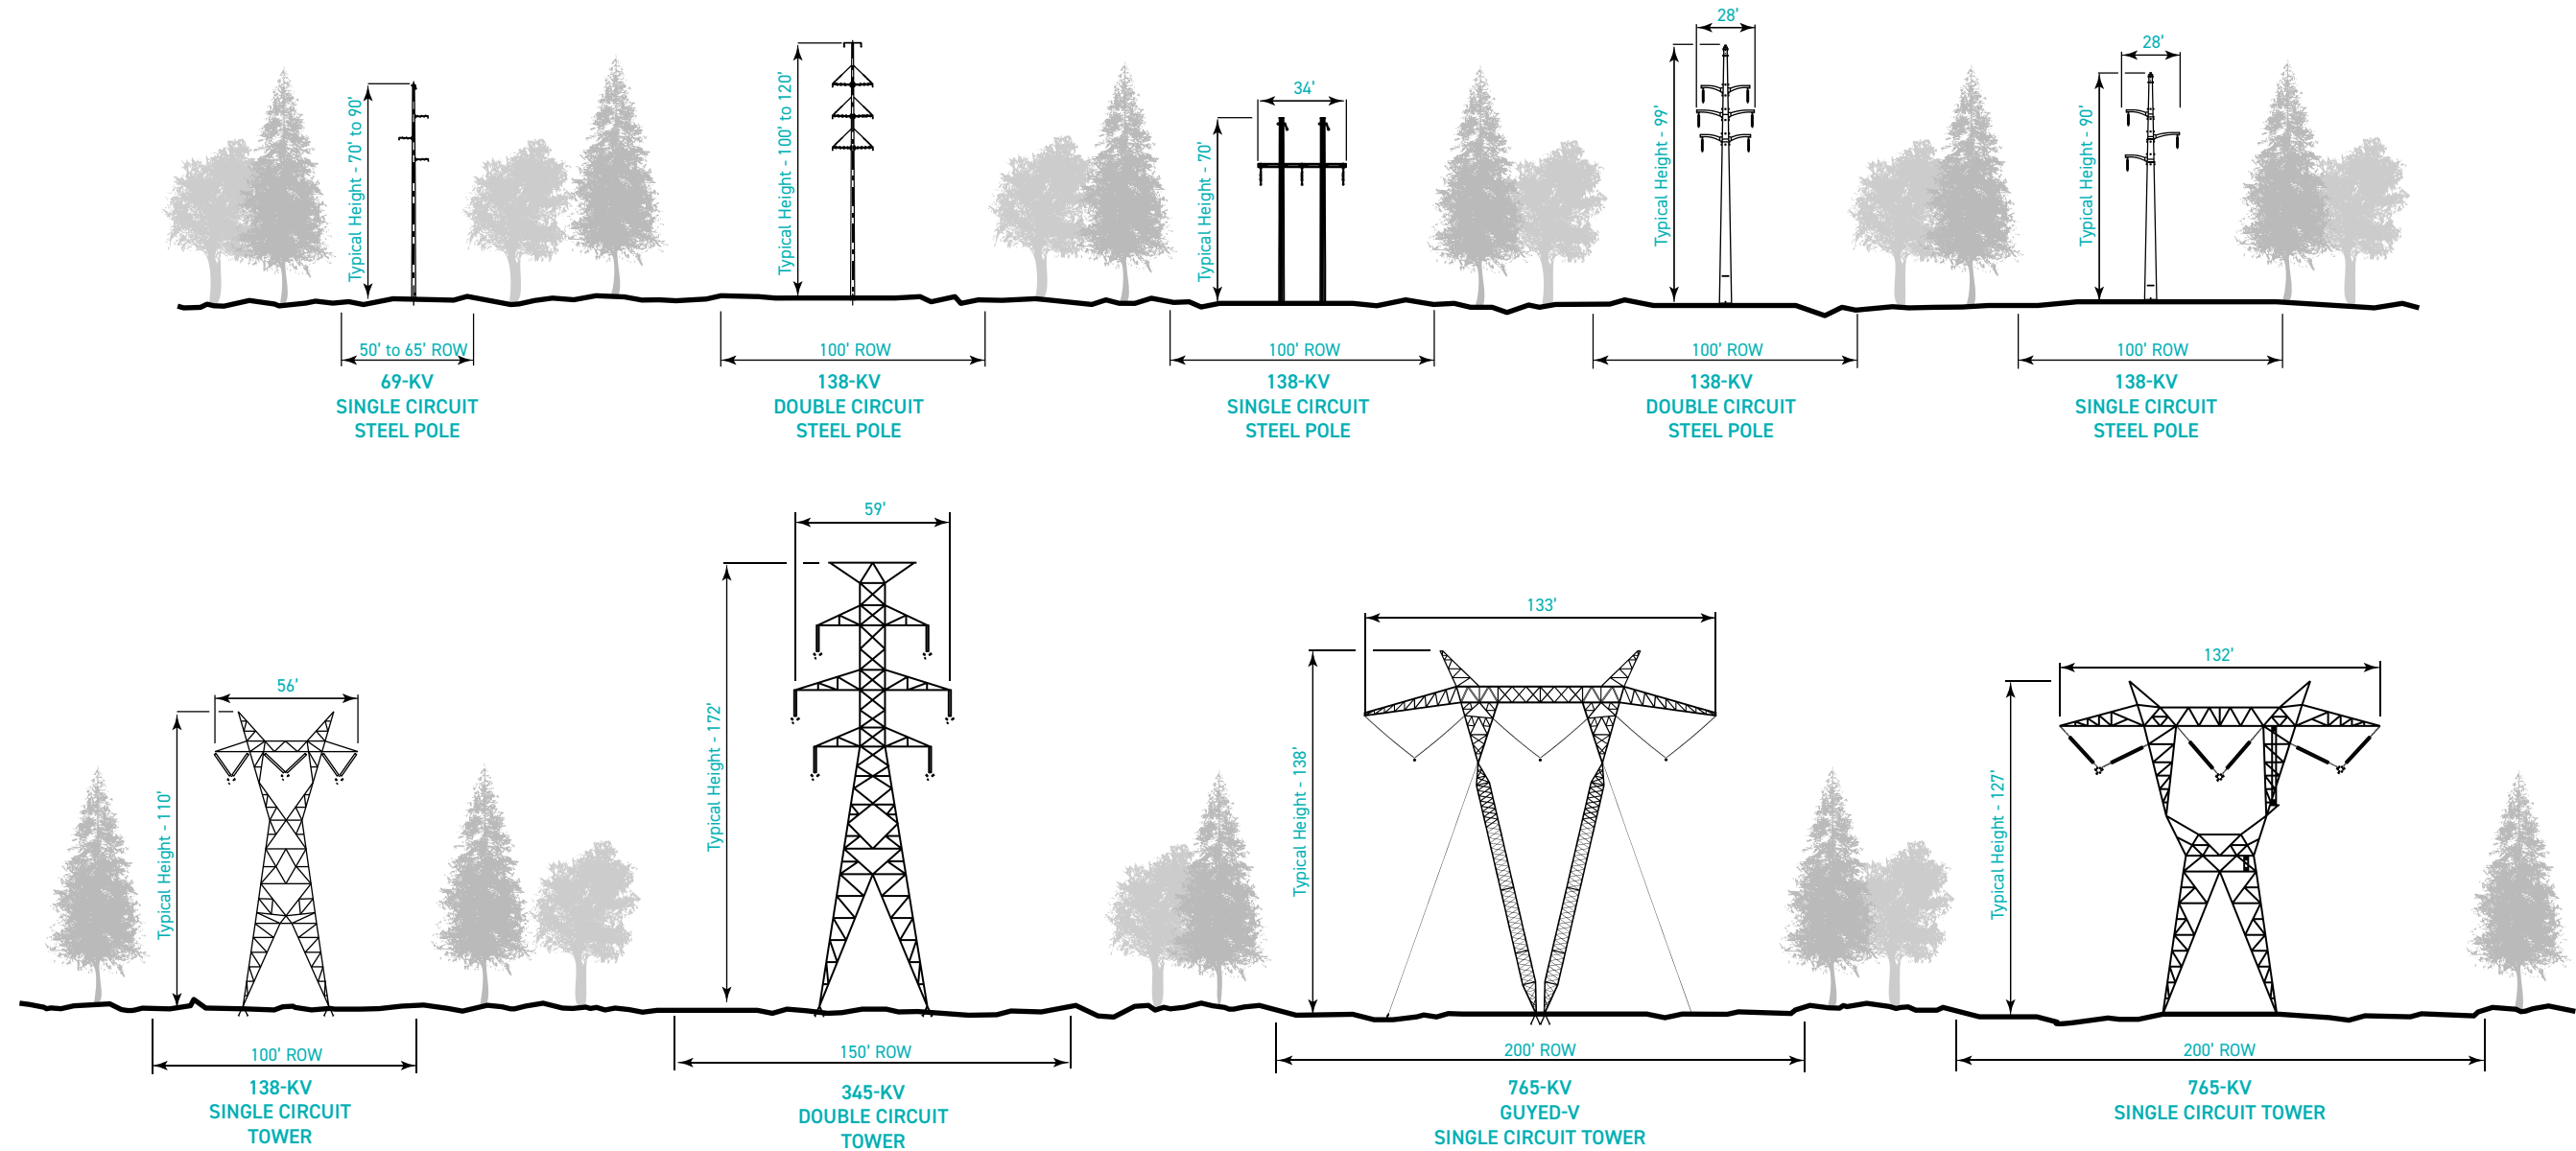 Typical Height - 70' to 90'
50' to 65' ROW
69-KV
SINGLE CIRCUIT
STEEL POLE
Typical Height - 100' to 120'
100' ROW
138-KV
DOUBLE CIRCUIT
STEEL POLE
34'
Typical Height - 70'
100' ROW
138-KV
SINGLE CIRCUIT
STEEL POLE
28'
Typical Height - 99'
100' ROW
138-KV
DOUBLE CIRCUIT
STEEL POLE
28'
Typical Height - 90'
100' ROW
138-KV
SINGLE CIRCUIT
STEEL POLE
56'
Typical Height - 110'
100' ROW
138-KV
SINGLE CIRCUIT
TOWER
59'
Typical Height - 172'
150' ROW
345-KV
DOUBLE CIRCUIT
TOWER
133'
Typical Height - 138'
200' ROW
765-KV
GUYED-V
SINGLE CIRCUIT TOWER
132'
Typical Height - 127'
200' ROW
765-KV
SINGLE CIRCUIT TOWER